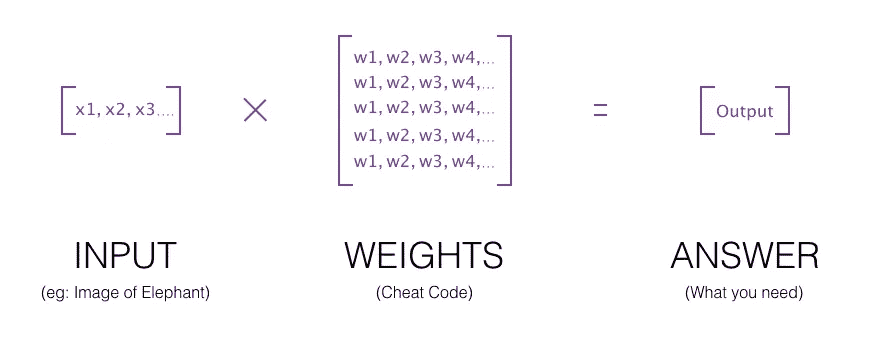 x1, x2, x3....
w1, w2, w3, w4,...
w1, w2, w3, w4,...
w1, w2, w3, w4,...
w1, w2, w3, w4,...
w1, w2, w3, w4,...
=
Output
INPUT
WEIGHTS
ANSWER
(eg: Image of Elephant)
(Cheat Code)
(What you need)